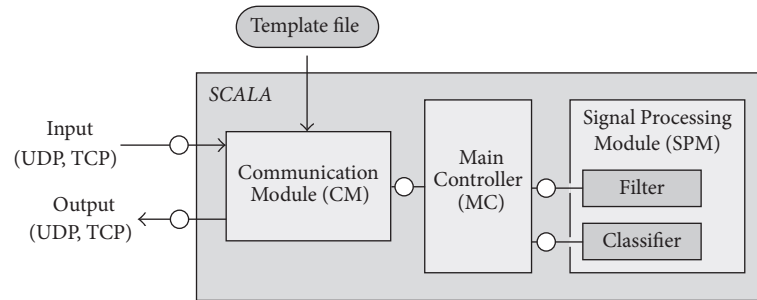 Template file
SCALA
Input
(UDP, TCP)
Output
(UDP, TCP)
Communication
Module (CM)
Main
Controller
(MC)
Signal Processing
Module (SPM)
Filter
Classifier